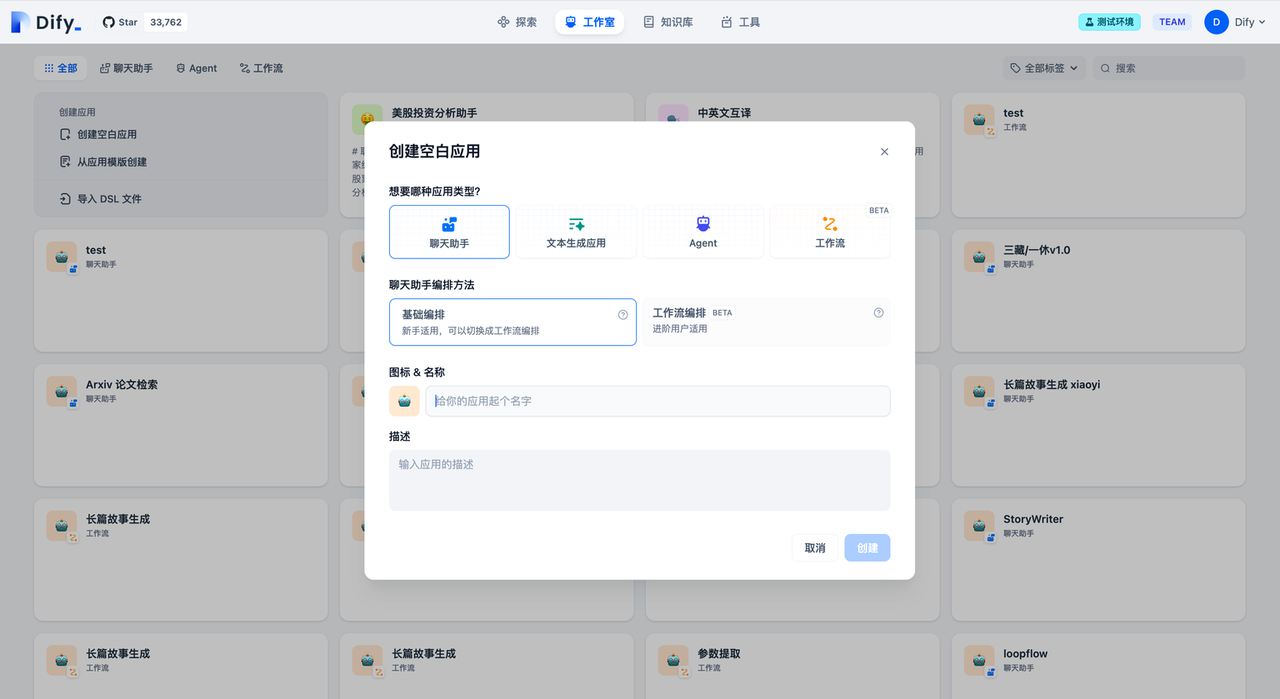 Dify_
Star 33,762
探索
工作室
知识库
工具
测试环境
TEAM
D
Dify
全部
聊天助手
Agent
工作流
全部标签
搜索
创建应用
创建空白应用
从应用模版创建
导入 DSL 文件
美股投资分析助手
中英文互译
test
工作流
test
聊天助手
三藏/一休v1.0
聊天助手
Arxiv 论文检索
聊天助手
长篇故事生成 xiaoyi
聊天助手
长篇故事生成
工作流
StoryWriter
聊天助手
长篇故事生成
工作流
长篇故事生成
工作流
参数提取
工作流
loopflow
聊天助手
创建空白应用
想要哪种应用类型?
聊天助手
文本生成应用
Agent
BETA
工作流
聊天助手编排方法
基础编排
新手适用，可以切换成工作流编排
工作流编排 BETA
进阶用户适用
图标 & 名称
给你的应用起个名字
描述
输入应用的描述
取消
创建